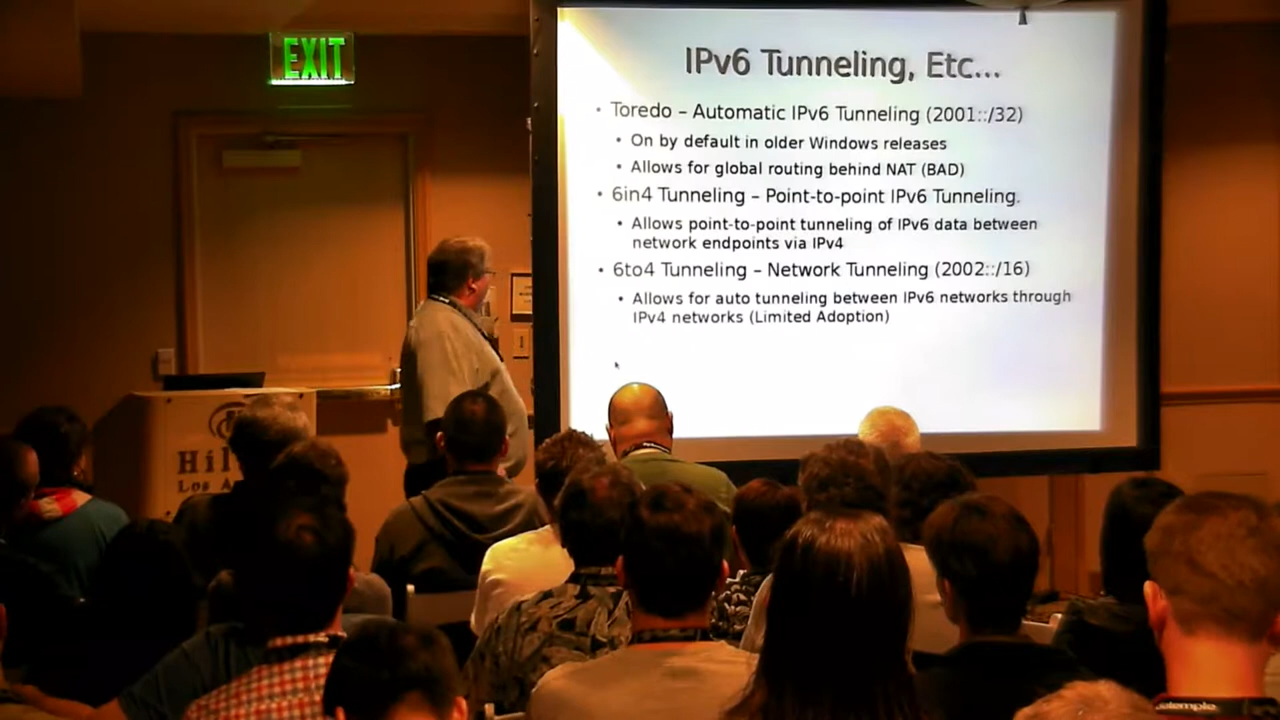 EXIT
IPv6 Tunneling, Etc...
• Toredo – Automatic IPv6 Tunneling (2001::/32)
• On by default in older Windows releases
• Allows for global routing behind NAT (BAD)
• 6in4 Tunneling – Point-to-point IPv6 Tunneling.
• Allows point-to-point tunneling of IPv6 data between
network endpoints via IPv4
• 6to4 Tunneling – Network Tunneling (2002::/16)
• Allows for auto tunneling between IPv6 networks through
IPv4 networks (Limited Adoption)
Los